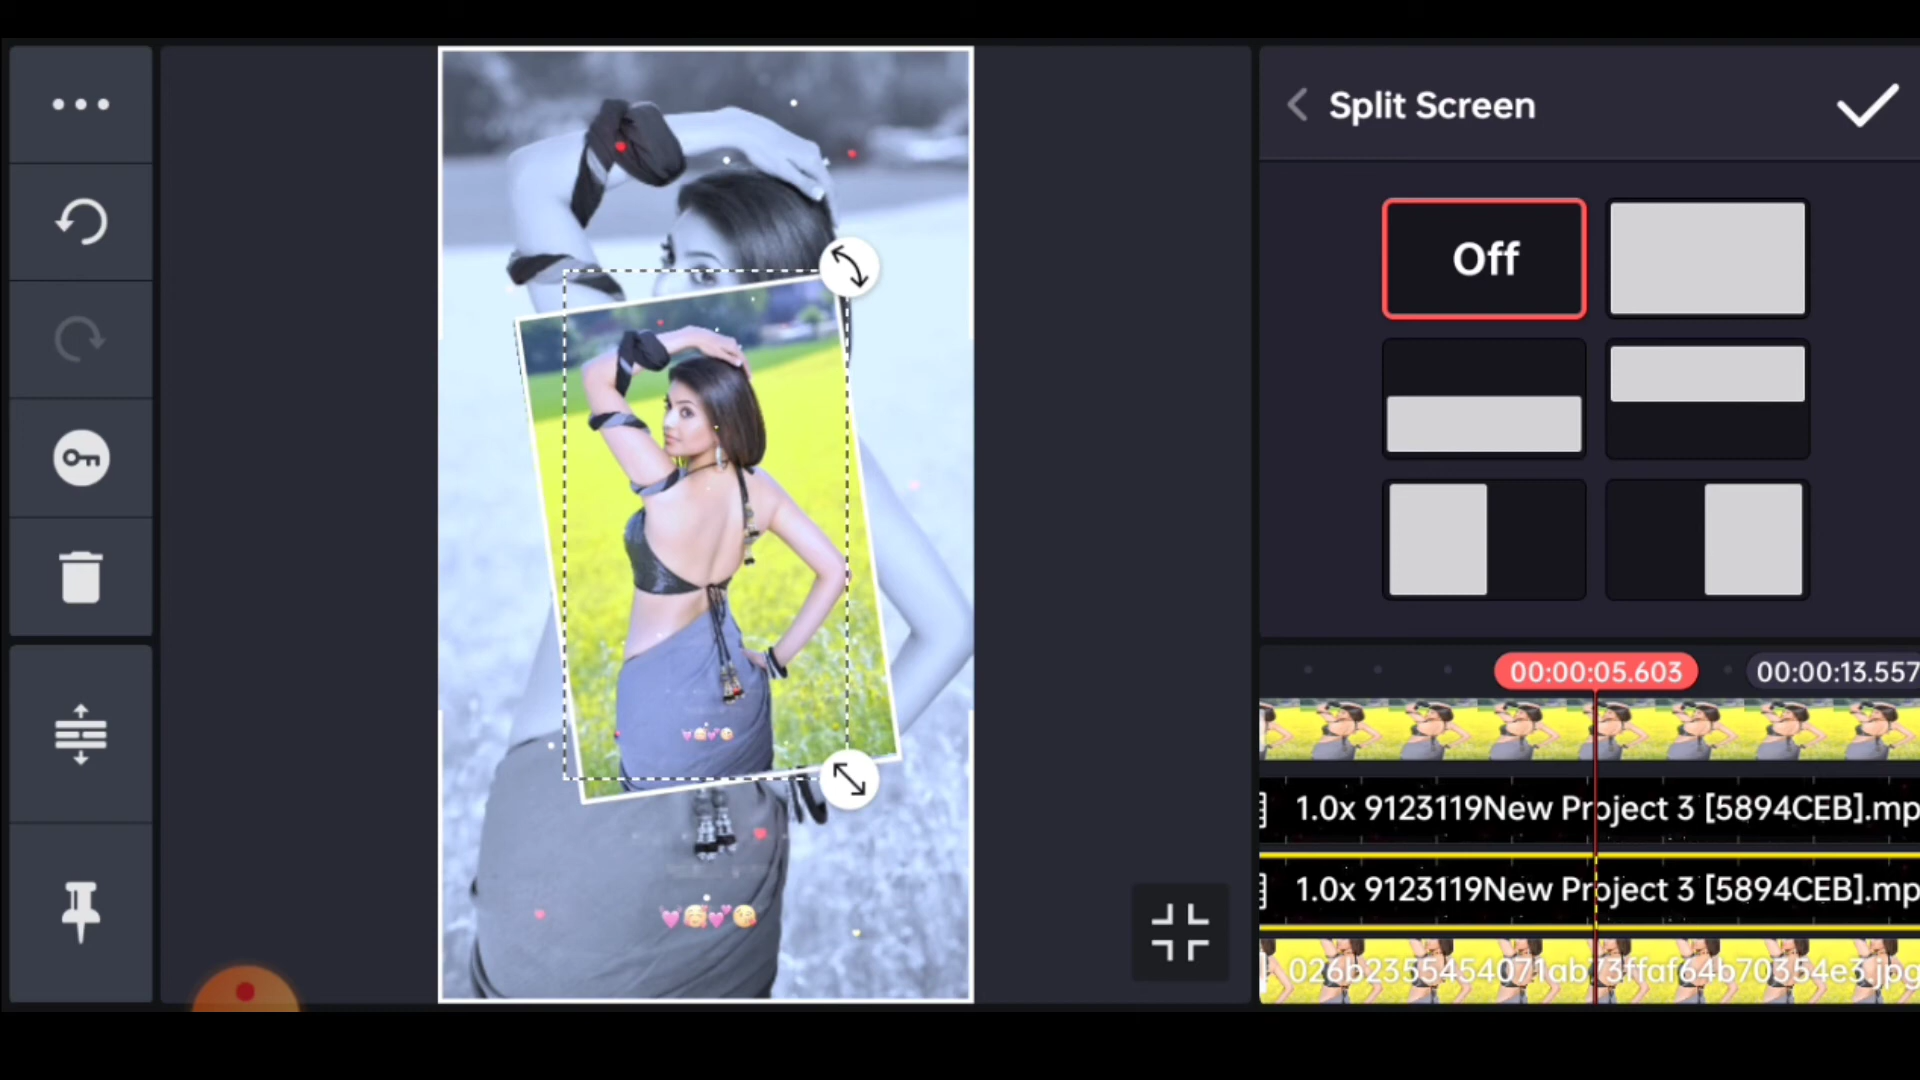 Split Screen
Off
00:00:05.603
00:00:13.557
1.0x 9123119New Project 3 [5894CEB].mp
1.0x 9123119New Project 3 [5894CEB].mp
026b2355454071ab73ffaf64b70354e3.jpg